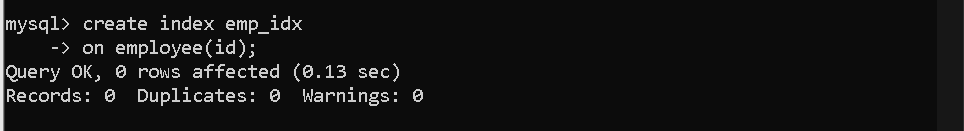 mysql> create index emp_idx
    -> on employee(id);
Query OK, 0 rows affected (0.13 sec)
Records: 0  Duplicates: 0  Warnings: 0